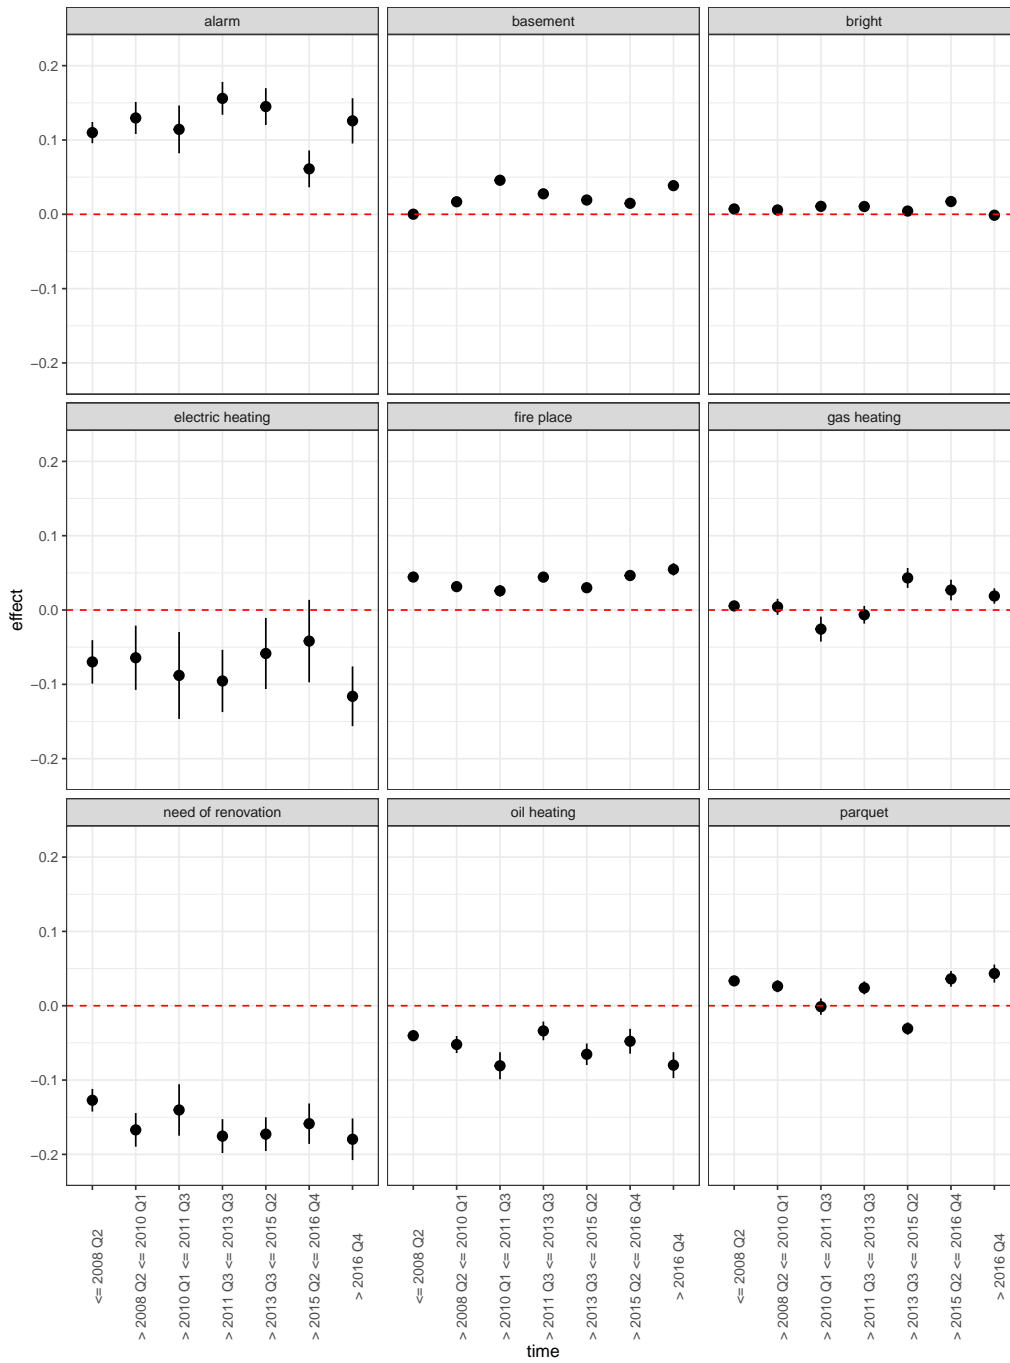 alarm basement bright
0.2
0.1
0.0
−0.1
−0.2
electric heating fire place gas heating
0.2
0.1
0.0
−0.1
−0.2
effect
need of renovation oil heating parquet
0.2
0.1
0.0
−0.1
−0.2
<= 2008 Q2
> 2008 Q2 <= 2010 Q1
> 2010 Q1 <= 2011 Q3
> 2011 Q3 <= 2013 Q3
> 2013 Q3 <= 2015 Q2
> 2015 Q2 <= 2016 Q4
> 2016 Q4
<= 2008 Q2
> 2008 Q2 <= 2010 Q1
> 2010 Q1 <= 2011 Q3
> 2011 Q3 <= 2013 Q3
> 2013 Q3 <= 2015 Q2
> 2015 Q2 <= 2016 Q4
> 2016 Q4
<= 2008 Q2
> 2008 Q2 <= 2010 Q1
> 2010 Q1 <= 2011 Q3
> 2011 Q3 <= 2013 Q3
> 2013 Q3 <= 2015 Q2
> 2015 Q2 <= 2016 Q4
> 2016 Q4
time